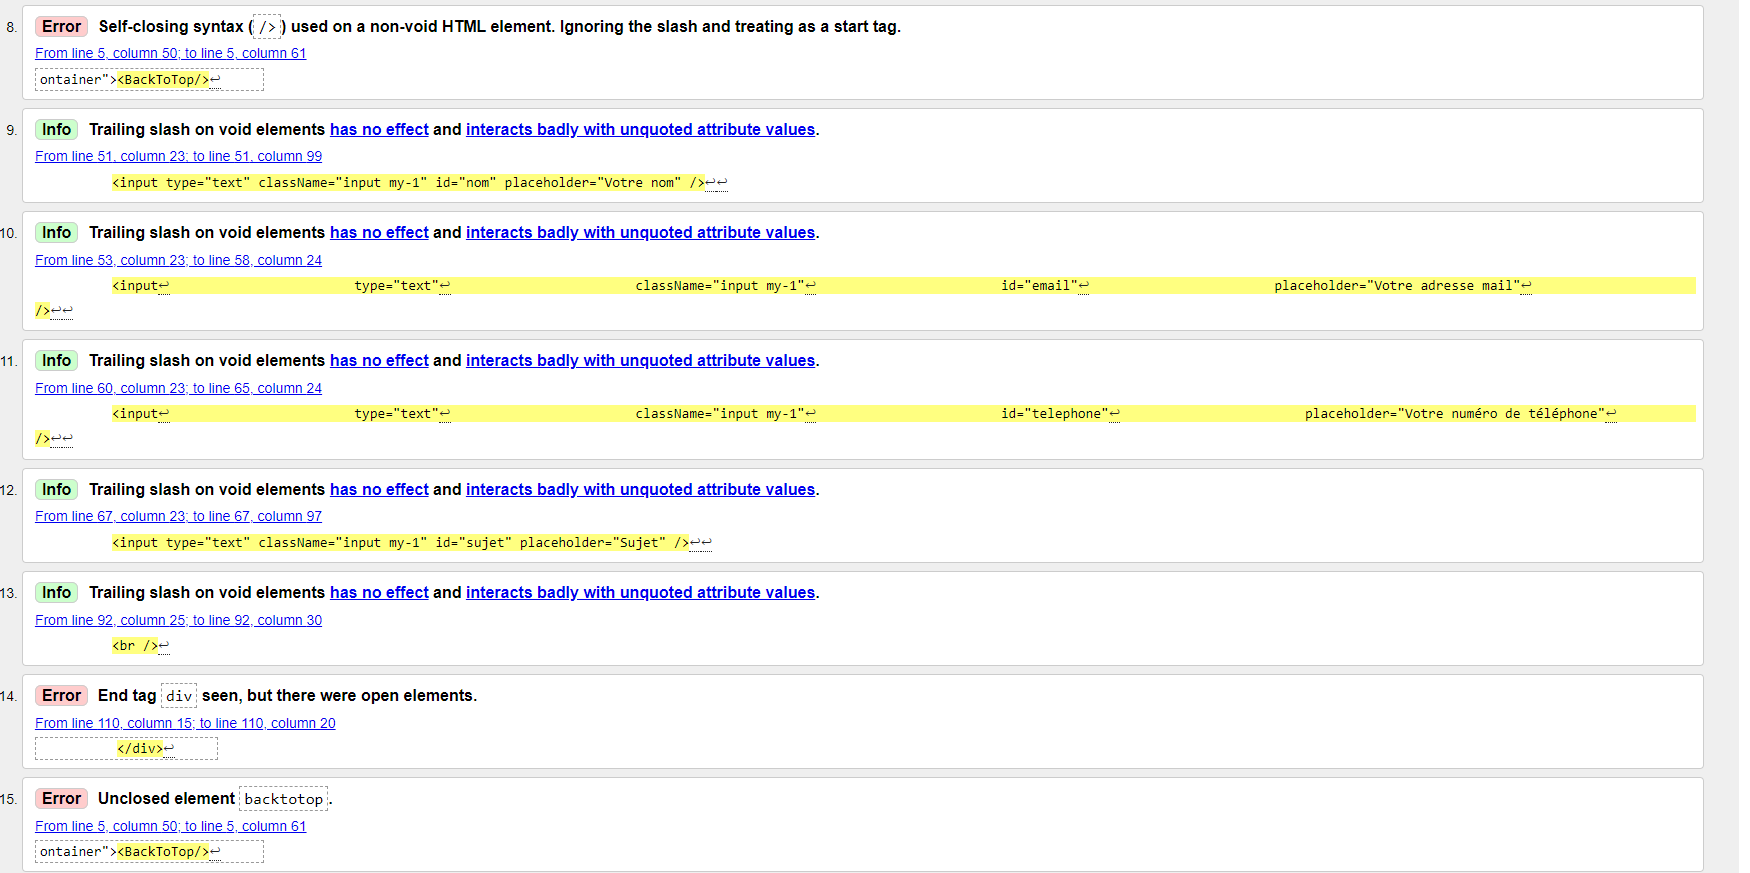 8. Error Self-closing syntax ( /> ) used on a non-void HTML element. Ignoring the slash and treating as a start tag.
From line 5, column 50; to line 5, column 61
ontainer"><BackToTop/>↩
9. Info Trailing slash on void elements has no effect and interacts badly with unquoted attribute values.
From line 51, column 23; to line 51, column 99
<input type="text" className="input my-1" id="nom" placeholder="Votre nom" />↩↩
10. Info Trailing slash on void elements has no effect and interacts badly with unquoted attribute values.
From line 53, column 23; to line 58, column 24
<input↩ type="text"↩ className="input my-1"↩ id="email"↩ placeholder="Votre adresse mail"↩
/>↩↩
11. Info Trailing slash on void elements has no effect and interacts badly with unquoted attribute values.
From line 60, column 23; to line 65, column 24
<input↩ type="text"↩ className="input my-1"↩ id="telephone"↩ placeholder="Votre numéro de téléphone"↩
/>↩↩
12. Info Trailing slash on void elements has no effect and interacts badly with unquoted attribute values.
From line 67, column 23; to line 67, column 97
<input type="text" className="input my-1" id="sujet" placeholder="Sujet" />↩↩
13. Info Trailing slash on void elements has no effect and interacts badly with unquoted attribute values.
From line 92, column 25; to line 92, column 30
<br />↩
14. Error End tag div seen, but there were open elements.
From line 110, column 15; to line 110, column 20
</div>↩
15. Error Unclosed element backtotop.
From line 5, column 50; to line 5, column 61
ontainer"><BackToTop/>↩